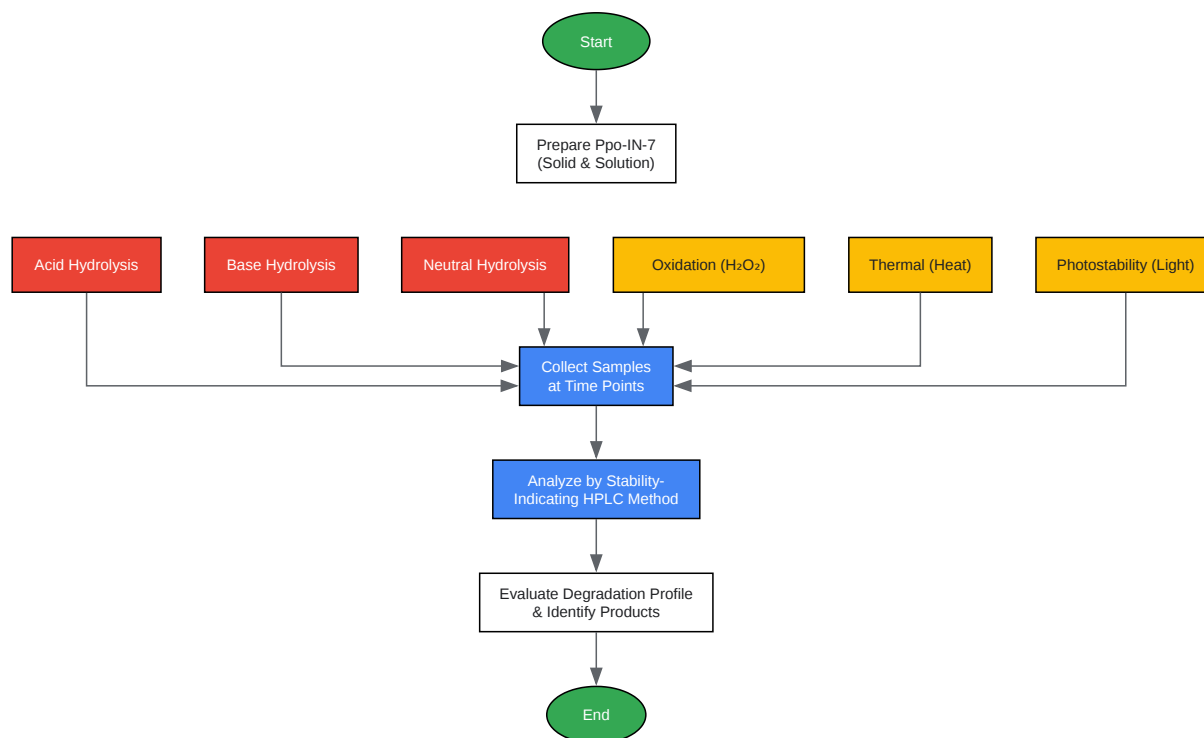 Start
Prepare Ppo-IN-7
(Solid & Solution)
Acid Hydrolysis
Base Hydrolysis
Neutral Hydrolysis
Oxidation (H₂O₂)
Thermal (Heat)
Photostability (Light)
Collect Samples
at Time Points
Analyze by Stability-
Indicating HPLC Method
Evaluate Degradation Profile
& Identify Products
End